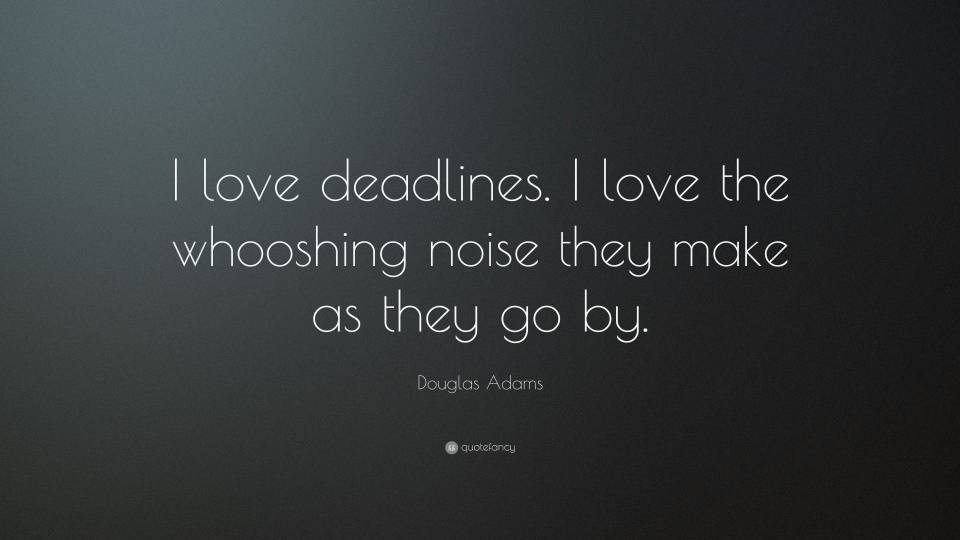 I love deadlines. I love the
whooshing noise they make
as they go by.
Douglas Adams
quotefancy